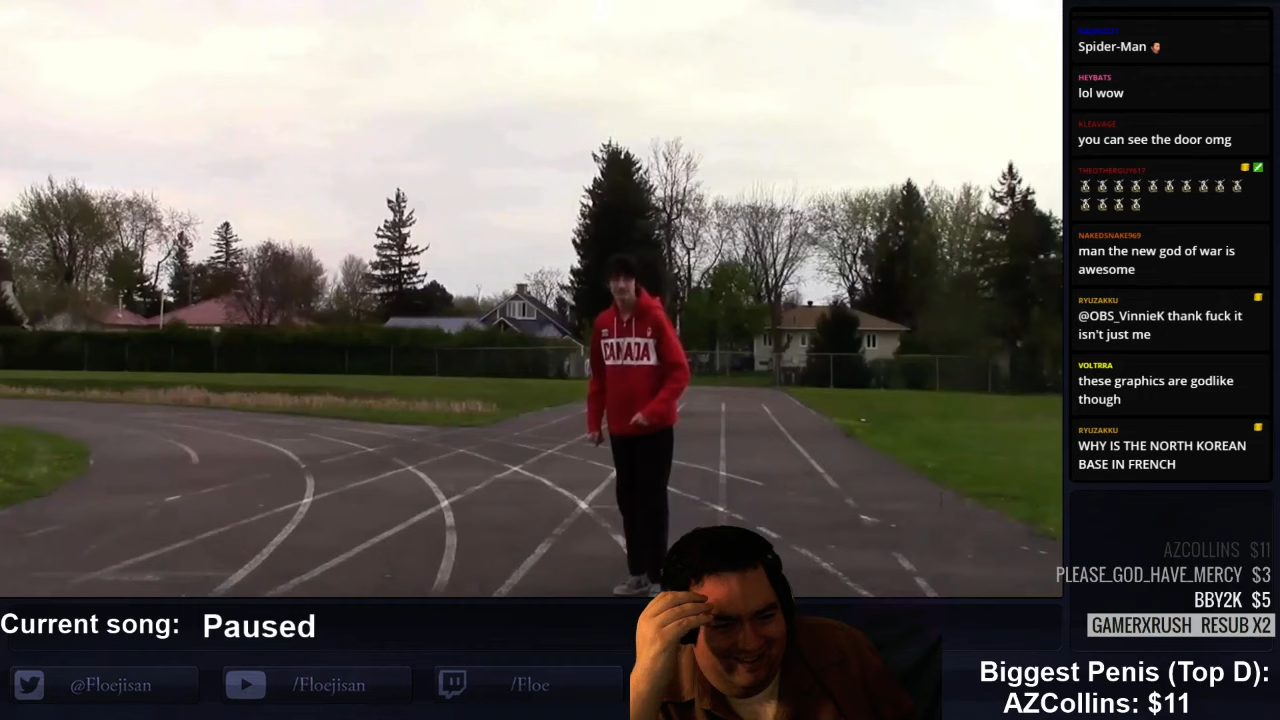 Spider-Man
HEYBATS
lol wow
KLEAVAGE
you can see the door omg
THEOTHERGUY617
NAKEDSNAKE969
man the new god of war is
awesome
RYUZAKKU
@OBS_VinnieK thank fuck it
isn't just me
VOLTRRA
these graphics are godlike
though
RYUZAKKU
WHY IS THE NORTH KOREAN
BASE IN FRENCH
CANADA
AZCOLLINS $11
PLEASE_GOD_HAVE_MERCY $3
BBY2K $5
GAMERXRUSH RESUB X2
Current song: Paused
@Floejisan
/Floejisan
/Floe
Biggest Penis (Top D):
AZCollins: $11